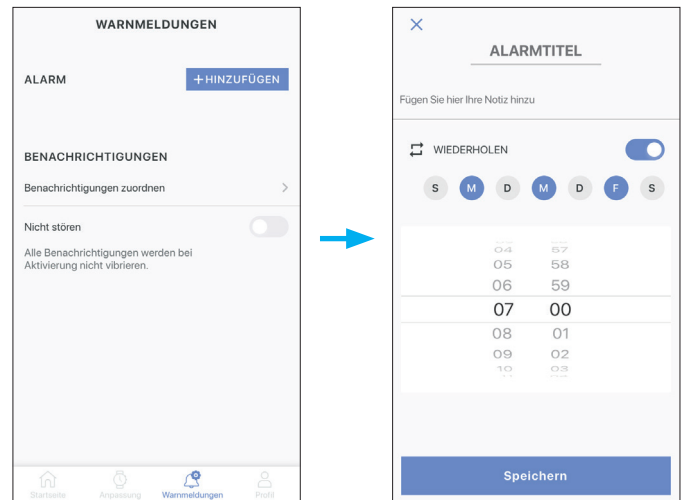 WARNMELDUNGEN
ALARM
+HINZUFÜGEN
BENACHRICHTIGUNGEN
Benachrichtigungen zuordnen
Nicht stören
Alle Benachrichtigungen werden bei
Aktivierung nicht vibrieren.
Startseite Anpassung Warnmeldungen Profil
ALARMTITEL
Fügen Sie hier Ihre Notiz hinzu
WIEDERHOLEN
S M D M D F S
04 57
05 58
06 59
07 00
08 01
09 02
10 03
Speichern